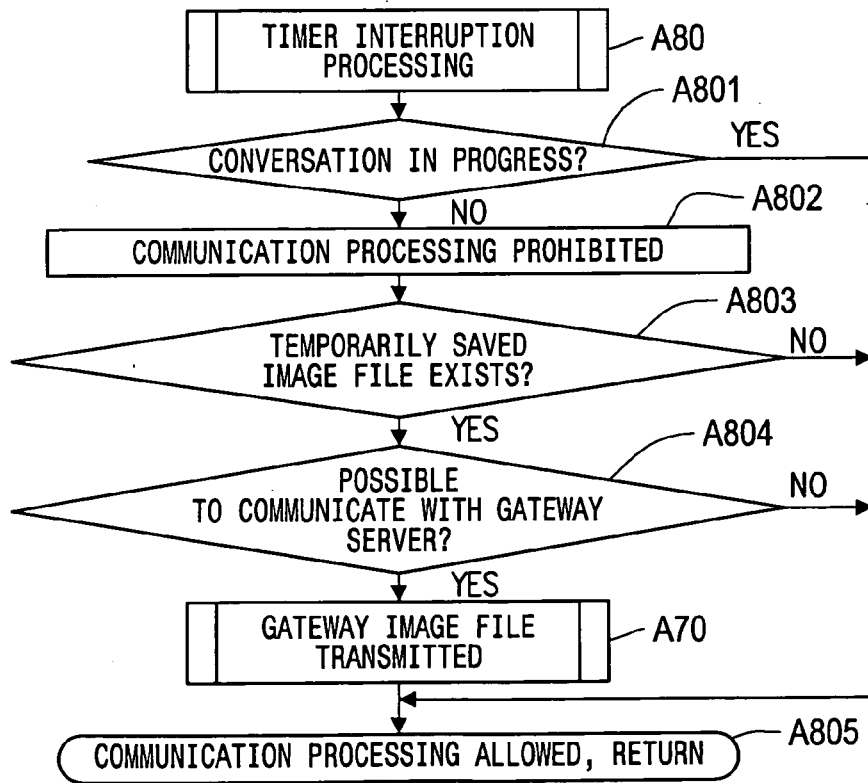 TIMER INTERRUPTION
PROCESSING
A80
A801
CONVERSATION IN PROGRESS?
YES
NO
A802
COMMUNICATION PROCESSING PROHIBITED
A803
TEMPORARILY SAVED
IMAGE FILE EXISTS?
NO
YES
A804
POSSIBLE
TO COMMUNICATE WITH GATEWAY
SERVER?
NO
YES
GATEWAY IMAGE FILE
TRANSMITTED
A70
A805
COMMUNICATION PROCESSING ALLOWED, RETURN